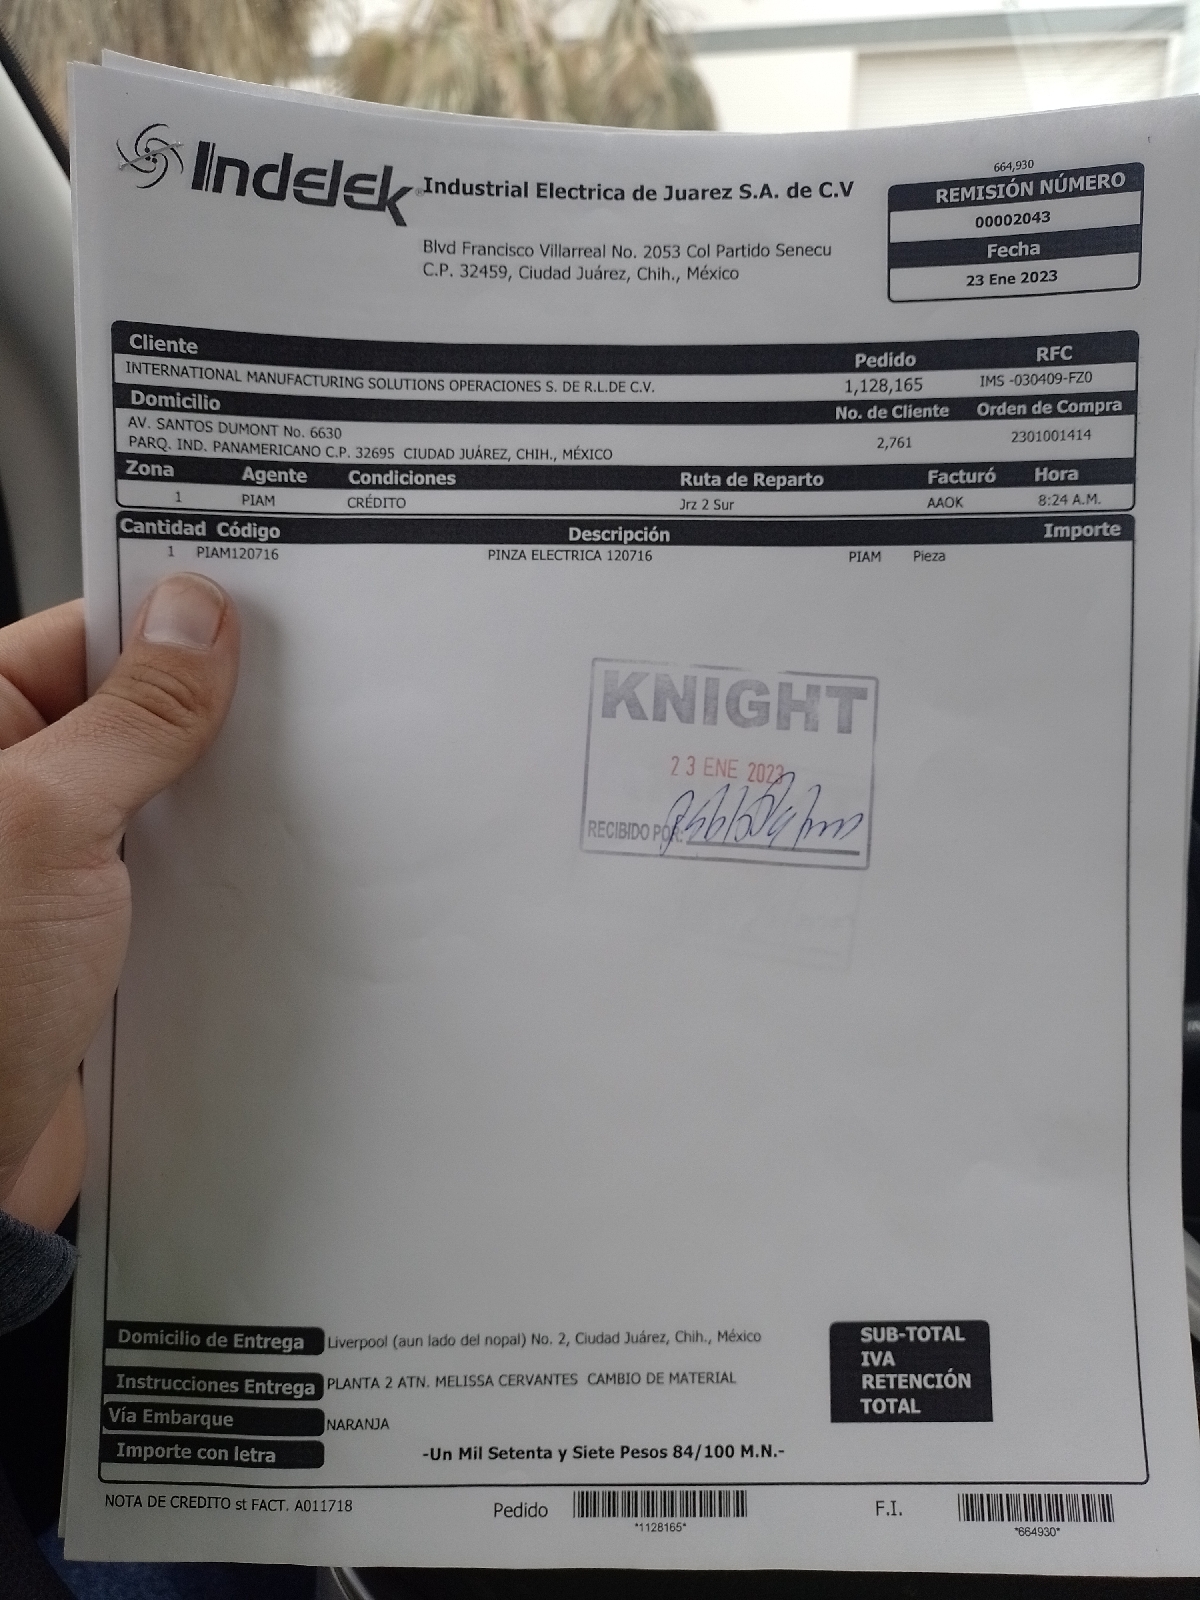 Indelek
Industrial Electrica de Juarez S.A. de C.V
Blvd Francisco Villarreal No. 2053 Col Partido Senecu
C.P. 32459, Ciudad Juárez, Chih., México
664,930
REMISIÓN NÚMERO
00002043
Fecha
23 Ene 2023
Cliente Pedido RFC
INTERNATIONAL MANUFACTURING SOLUTIONS OPERACIONES S. DE R.L.DE C.V. 1,128,165 IMS -030409-FZ0
Domicilio No. de Cliente Orden de Compra
AV. SANTOS DUMONT No. 6630
PARQ. IND. PANAMERICANO C.P. 32695 CIUDAD JUÁREZ, CHIH., MÉXICO 2,761 2301001414
Zona Agente Condiciones Ruta de Reparto Facturó Hora
1 PIAM CRÉDITO Jrz 2 Sur AAOK 8:24 A.M.
Cantidad Código Descripción Importe
1 PIAM120716 PINZA ELECTRICA 120716 PIAM Pieza
KNIGHT
23 ENE 2023
RECIBIDO POR:
Domicilio de Entrega Liverpool (aun lado del nopal) No. 2, Ciudad Juárez, Chih., México
Instrucciones Entrega PLANTA 2 ATN. MELISSA CERVANTES CAMBIO DE MATERIAL
Vía Embarque NARANJA
Importe con letra -Un Mil Setenta y Siete Pesos 84/100 M.N.-
SUB-TOTAL
IVA
RETENCIÓN
TOTAL
NOTA DE CREDITO st FACT. A011718 Pedido *1128165* F.I. *664930*